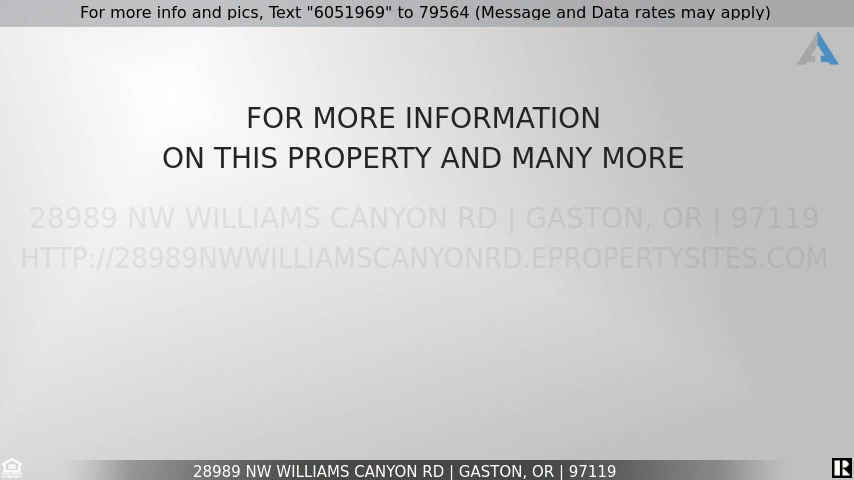 For more info and pics, Text "6051969" to 79564 (Message and Data rates may apply)
FOR MORE INFORMATION
ON THIS PROPERTY AND MANY MORE
28989 NW WILLIAMS CANYON RD | GASTON, OR | 97119
HTTP://28989NWWILLIAMSCANYONRD.EPROPERTYSITES.COM
28989 NW WILLIAMS CANYON RD | GASTON, OR | 97119